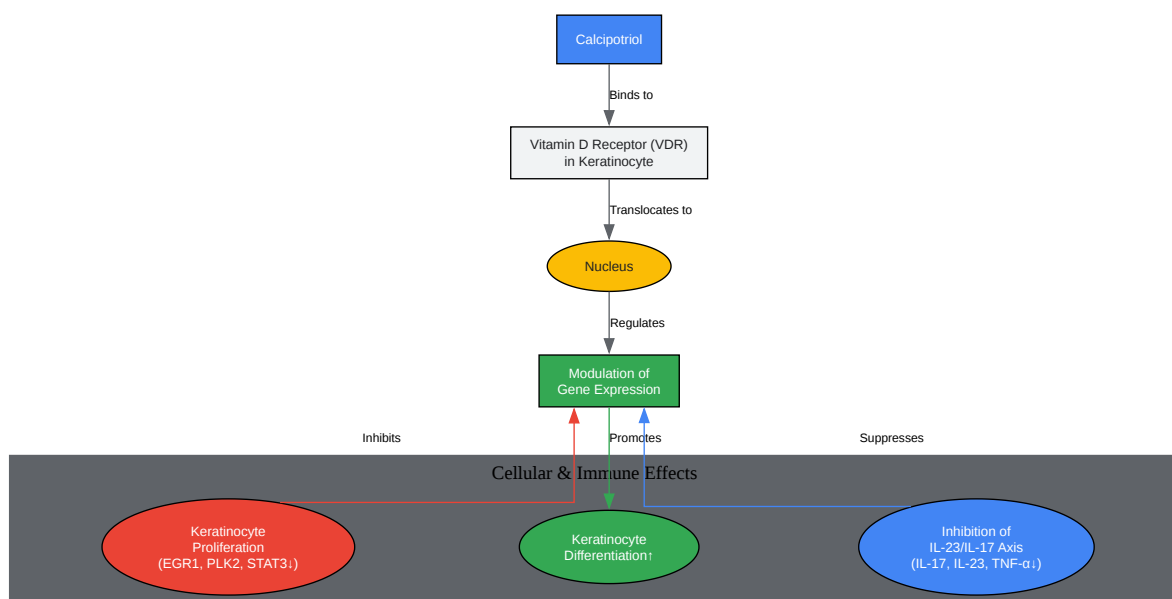 Calcipotriol
Binds to
Vitamin D Receptor (VDR)
in Keratinocyte
Translocates to
Nucleus
Regulates
Modulation of
Gene Expression
Inhibits
Promotes
Suppresses
Cellular & Immune Effects
Keratinocyte
Proliferation
(EGR1, PLK2, STAT3↓)
Keratinocyte
Differentiation↑
Inhibition of
IL-23/IL-17 Axis
(IL-17, IL-23, TNF-α↓)